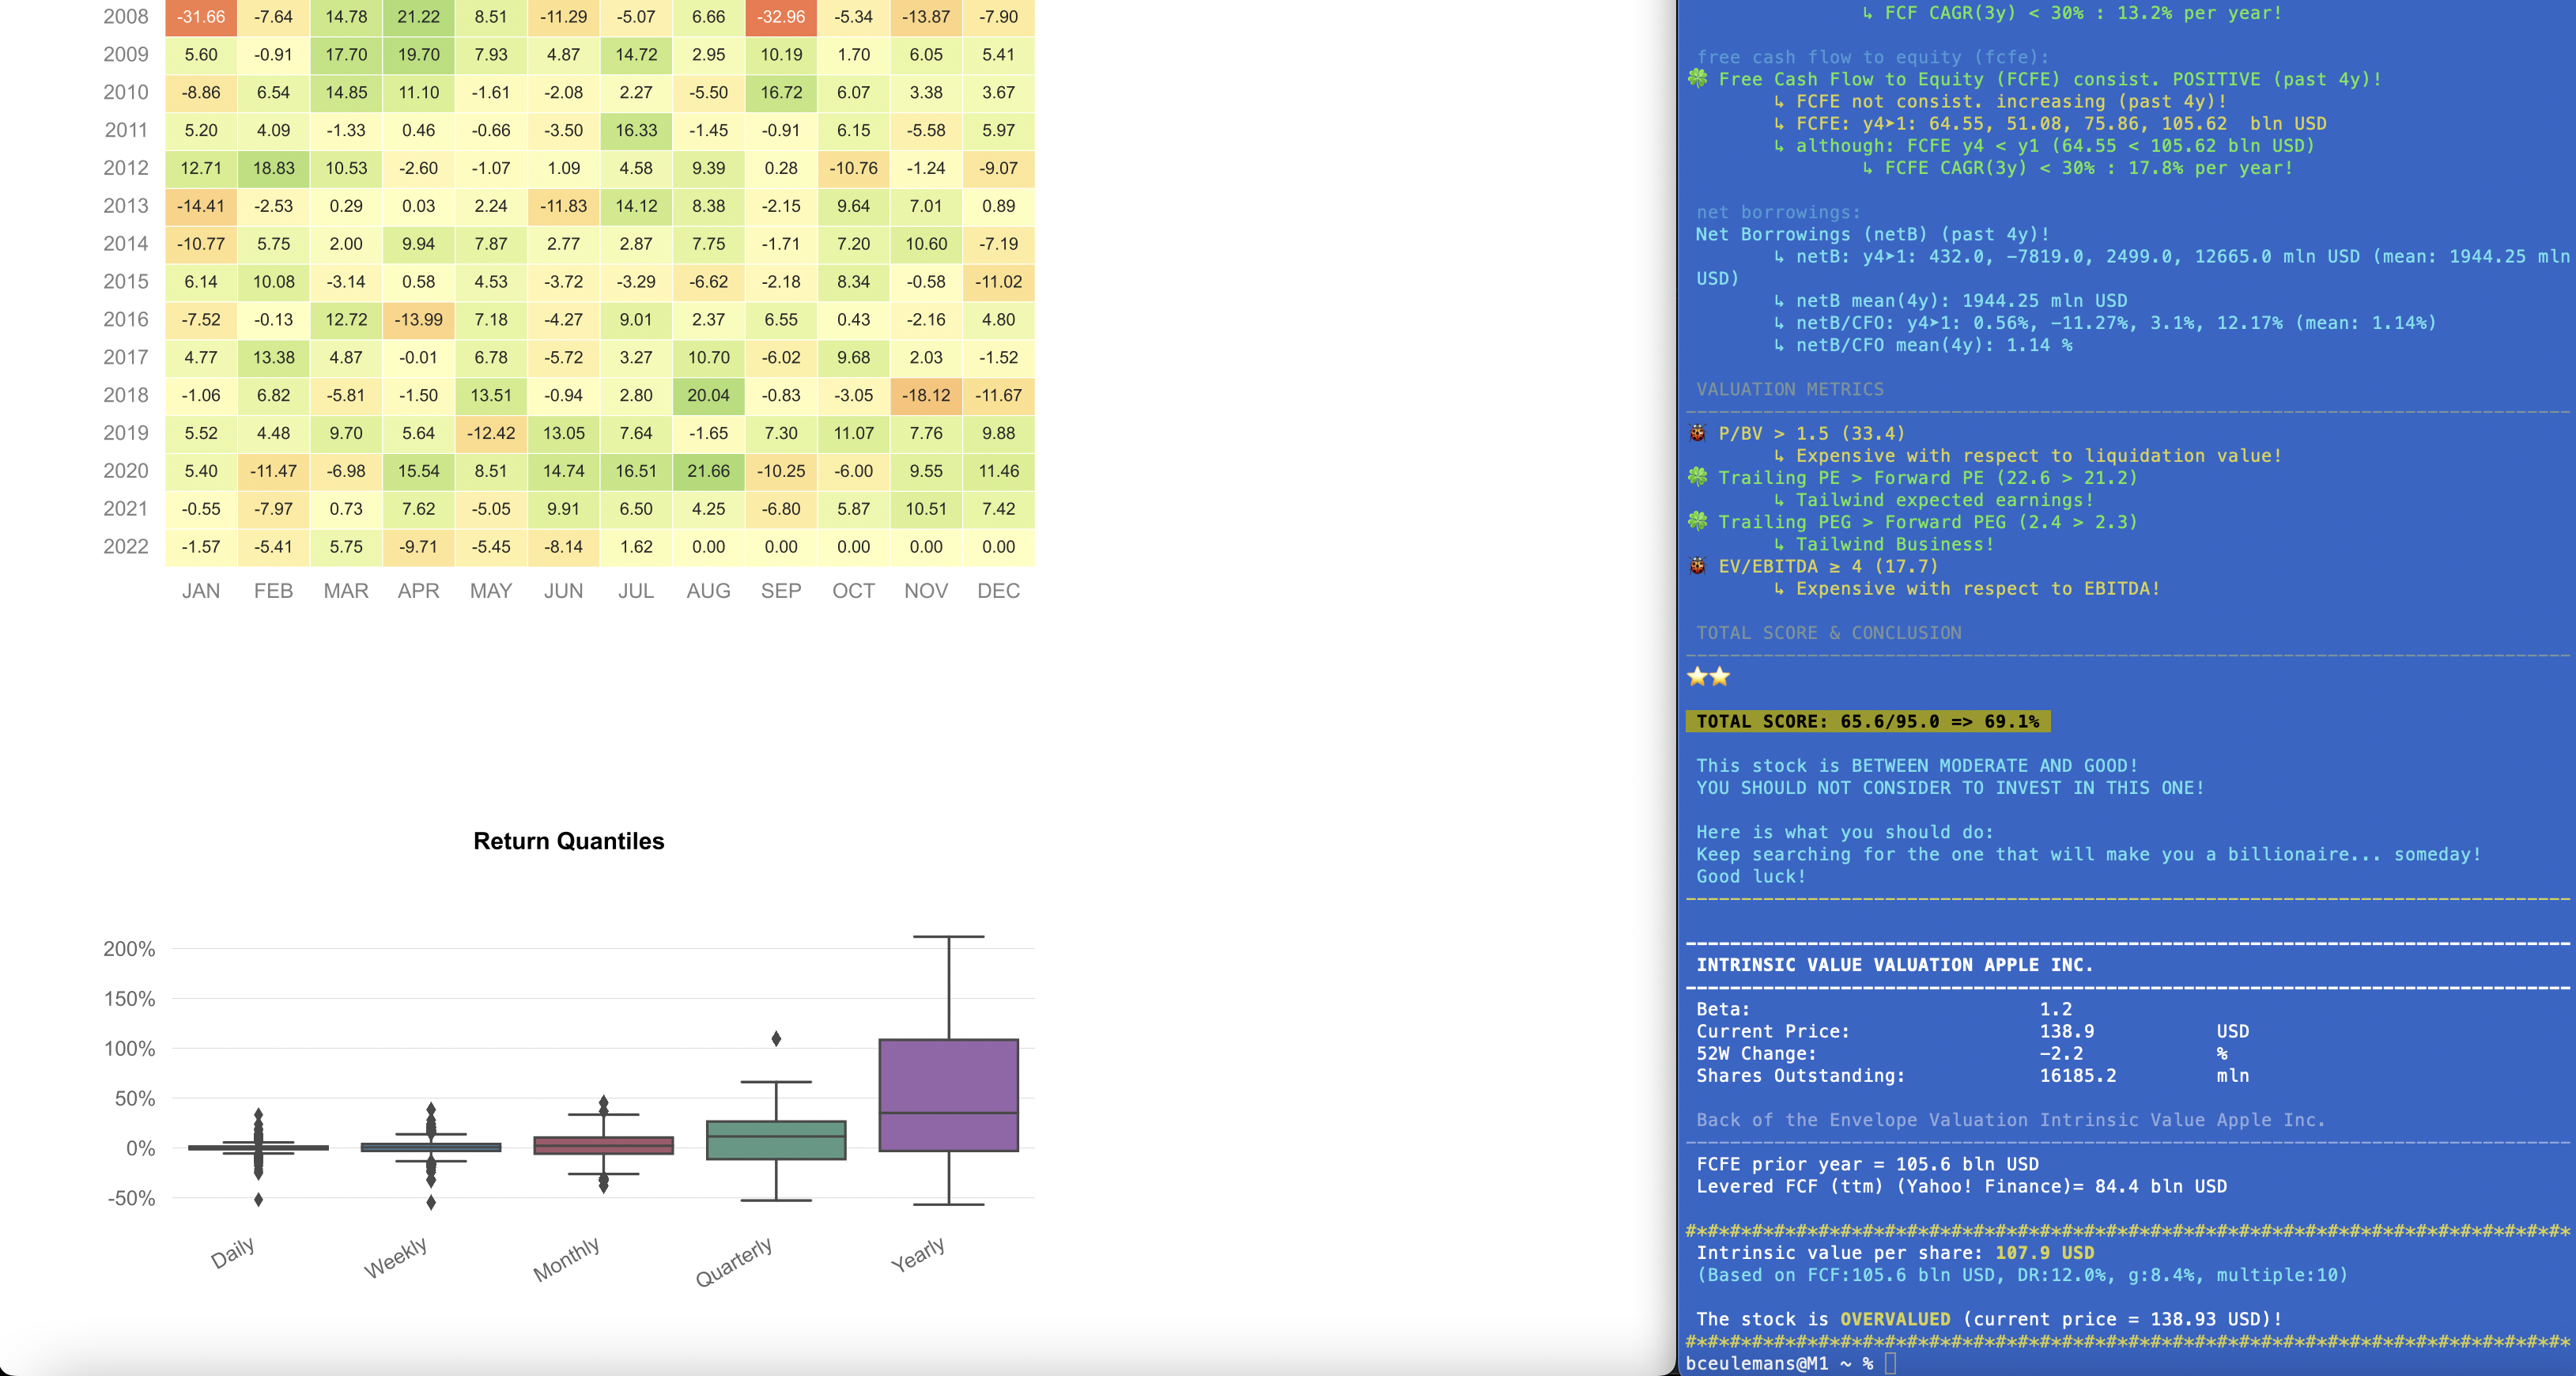 2008 -31.66 -7.64 14.78 21.22 8.51 -11.29 -5.07 6.66 -32.96 -5.34 -13.87 -7.90
2009 5.60 -0.91 17.70 19.70 7.93 4.87 14.72 2.95 10.19 1.70 6.05 5.41
2010 -8.86 6.54 14.85 11.10 -1.61 -2.08 2.27 -5.50 16.72 6.07 3.38 3.67
2011 5.20 4.09 -1.33 0.46 -0.66 -3.50 16.33 -1.45 -0.91 6.15 -5.58 5.97
2012 12.71 18.83 10.53 -2.60 -1.07 1.09 4.58 9.39 0.28 -10.76 -1.24 -9.07
2013 -14.41 -2.53 0.29 0.03 2.24 -11.83 14.12 8.38 -2.15 9.64 7.01 0.89
2014 -10.77 5.75 2.00 9.94 7.87 2.77 2.87 7.75 -1.71 7.20 10.60 -7.19
2015 6.14 10.08 -3.14 0.58 4.53 -3.72 -3.29 -6.62 -2.18 8.34 -0.58 -11.02
2016 -7.52 -0.13 12.72 -13.99 7.18 -4.27 9.01 2.37 6.55 0.43 -2.16 4.80
2017 4.77 13.38 4.87 -0.01 6.78 -5.72 3.27 10.70 -6.02 9.68 2.03 -1.52
2018 -1.06 6.82 -5.81 -1.50 13.51 -0.94 2.80 20.04 -0.83 -3.05 -18.12 -11.67
2019 5.52 4.48 9.70 5.64 -12.42 13.05 7.64 -1.65 7.30 11.07 7.76 9.88
2020 5.40 -11.47 -6.98 15.54 8.51 14.74 16.51 21.66 -10.25 -6.00 9.55 11.46
2021 -0.55 -7.97 0.73 7.62 -5.05 9.91 6.50 4.25 -6.80 5.87 10.51 7.42
2022 -1.57 -5.41 5.75 -9.71 -5.45 -8.14 1.62 0.00 0.00 0.00 0.00 0.00
JAN FEB MAR APR MAY JUN JUL AUG SEP OCT NOV DEC
Return Quantiles
200%
150%
100%
50%
0%
-50%
Daily Weekly Monthly Quarterly Yearly
↳ FCF CAGR(3y) < 30% : 13.2% per year!
free cash flow to equity (fcfe):
🍀 Free Cash Flow to Equity (FCFE) consist. POSITIVE (past 4y)!
↳ FCFE not consist. increasing (past 4y)!
↳ FCFE: y4➤1: 64.55, 51.08, 75.86, 105.62  bln USD
↳ although: FCFE y4 < y1 (64.55 < 105.62 bln USD)
↳ FCFE CAGR(3y) < 30% : 17.8% per year!
net borrowings:
Net Borrowings (netB) (past 4y)!
↳ netB: y4➤1: 432.0, -7819.0, 2499.0, 12665.0 mln USD (mean: 1944.25 mln
USD)
↳ netB mean(4y): 1944.25 mln USD
↳ netB/CFO: y4➤1: 0.56%, -11.27%, 3.1%, 12.17% (mean: 1.14%)
↳ netB/CFO mean(4y): 1.14 %
VALUATION METRICS
🐞 P/BV > 1.5 (33.4)
↳ Expensive with respect to liquidation value!
🍀 Trailing PE > Forward PE (22.6 > 21.2)
↳ Tailwind expected earnings!
🍀 Trailing PEG > Forward PEG (2.4 > 2.3)
↳ Tailwind Business!
🐞 EV/EBITDA ≥ 4 (17.7)
↳ Expensive with respect to EBITDA!
TOTAL SCORE & CONCLUSION
⭐⭐
TOTAL SCORE: 65.6/95.0 => 69.1%
This stock is BETWEEN MODERATE AND GOOD!
YOU SHOULD NOT CONSIDER TO INVEST IN THIS ONE!
Here is what you should do:
Keep searching for the one that will make you a billionaire... someday!
Good luck!
INTRINSIC VALUE VALUATION APPLE INC.
Beta: 1.2
Current Price: 138.9 USD
52W Change: -2.2 %
Shares Outstanding: 16185.2 mln
Back of the Envelope Valuation Intrinsic Value Apple Inc.
FCFE prior year = 105.6 bln USD
Levered FCF (ttm) (Yahoo! Finance)= 84.4 bln USD
#*#*#*#*#*#*#*#*#*#*#*#*#*#*#*#*#*#*#*#*#*#*#*#*#*#*#*#*#*#*#*#*#*#*#*#*#*#*#*#*
Intrinsic value per share: 107.9 USD
(Based on FCF:105.6 bln USD, DR:12.0%, g:8.4%, multiple:10)
The stock is OVERVALUED (current price = 138.93 USD)!
#*#*#*#*#*#*#*#*#*#*#*#*#*#*#*#*#*#*#*#*#*#*#*#*#*#*#*#*#*#*#*#*#*#*#*#*#*#*#*#*
bceulemans@M1 ~ %